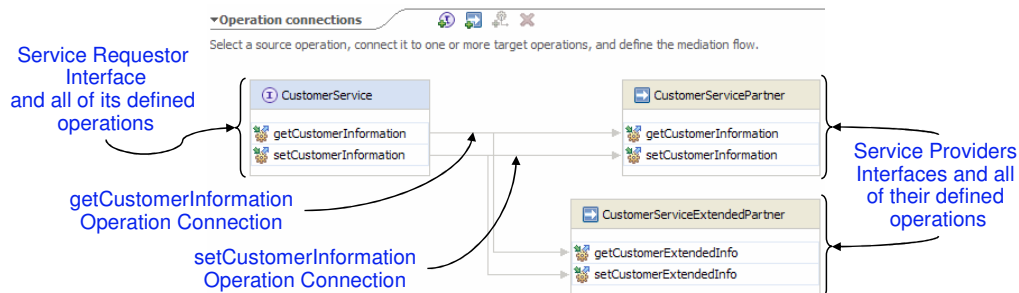 Operation connections
Select a source operation, connect it to one or more target operations, and define the mediation flow.
Service Requestor
Interface
and all of its defined
operations
CustomerService
getCustomerInformation
setCustomerInformation
CustomerServicePartner
getCustomerInformation
setCustomerInformation
Service Providers
Interfaces and all
of their defined
operations
getCustomerInformation
Operation Connection
CustomerServiceExtendedPartner
getCustomerExtendedInfo
setCustomerExtendedInfo
setCustomerInformation
Operation Connection